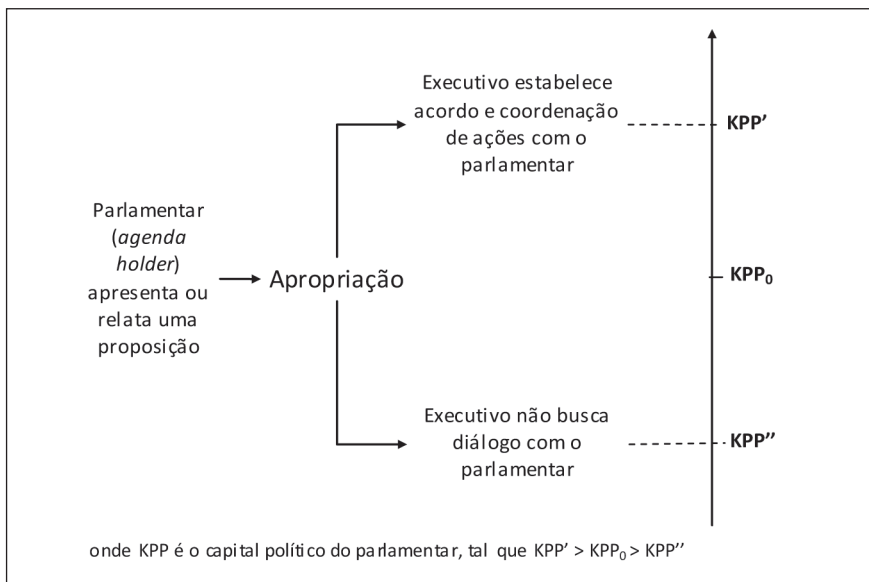 Executivo estabelece
acordo e coordenação
de ações com o
parlamentar
KPP’
Parlamentar
(agenda
holder)
apresenta ou
relata uma
proposição
Apropriação
KPP₀
Executivo não busca
diálogo com o
parlamentar
KPP’’
onde KPP é o capital político do parlamentar, tal que KPP’ > KPP₀ > KPP’’